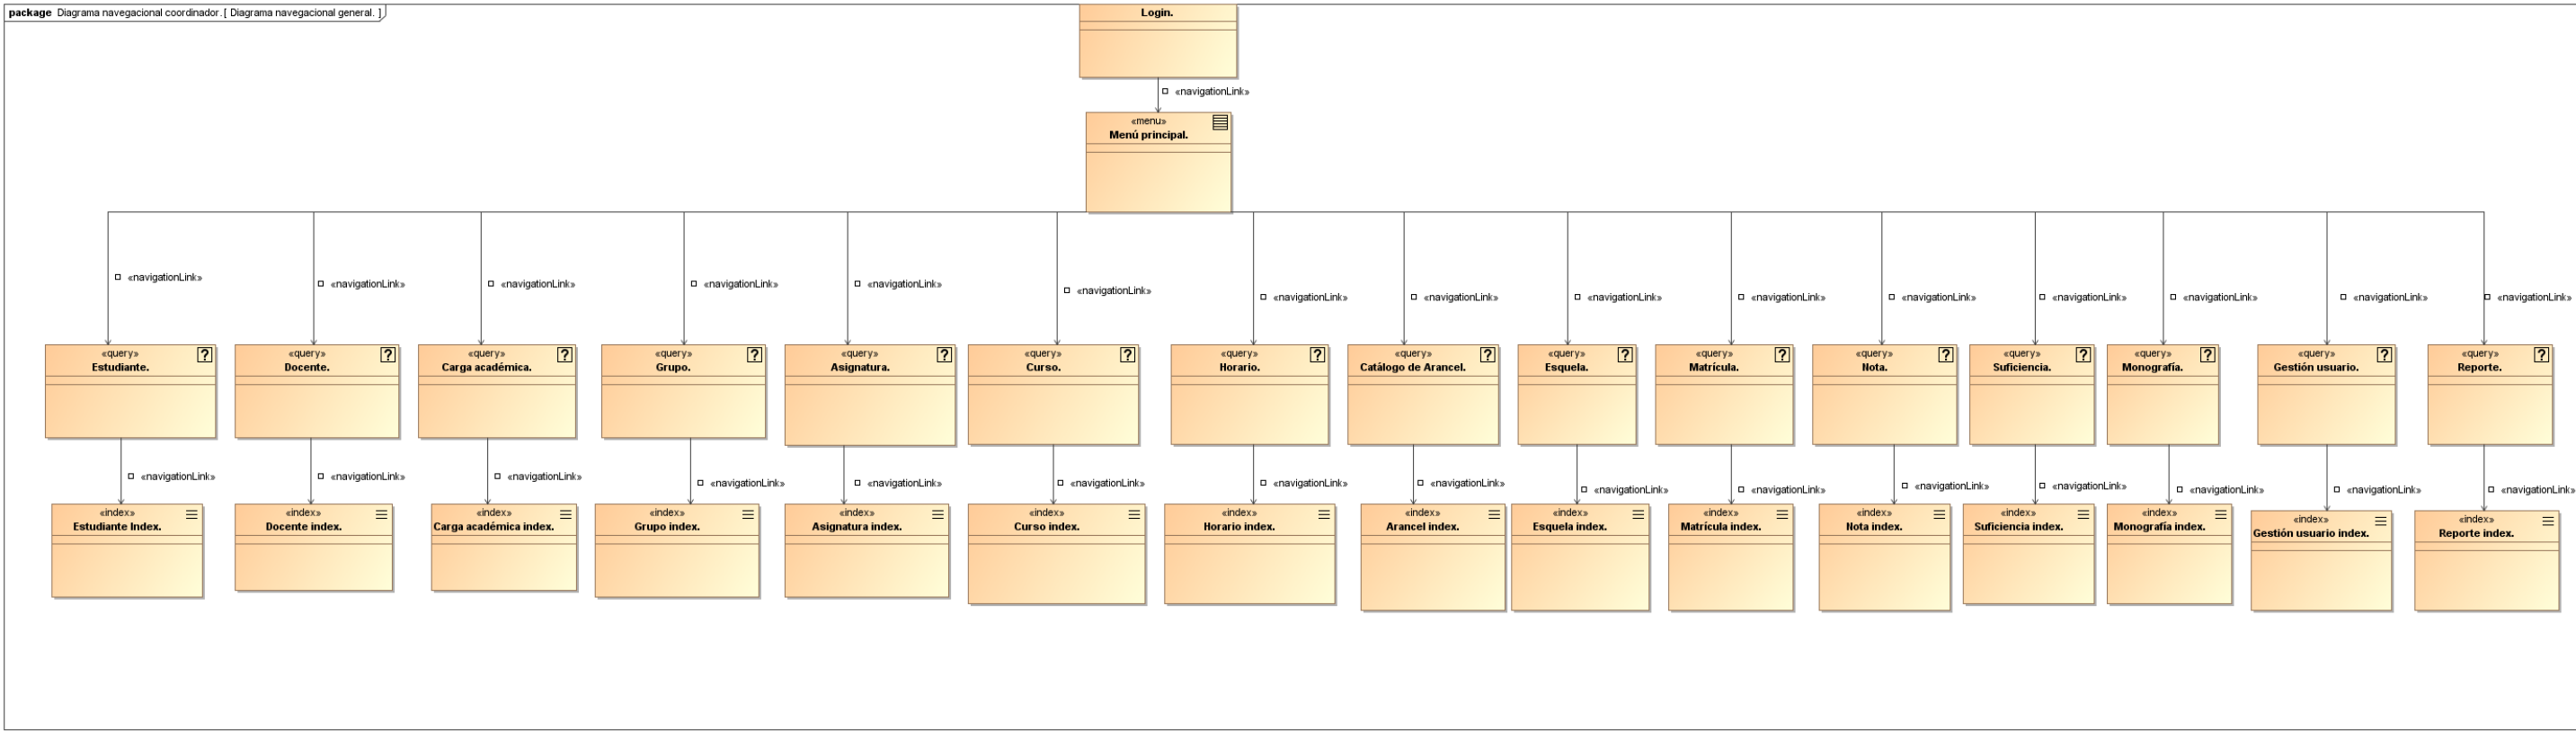 package Diagrama navegacional coordinador.[ Diagrama navegacional general. ]
Login.
«navigationLink»
«menu»
Menú principal.
«navigationLink» «navigationLink» «navigationLink» «navigationLink» «navigationLink» «navigationLink» «navigationLink» «navigationLink» «navigationLink» «navigationLink» «navigationLink» «navigationLink» «navigationLink» «navigationLink» «navigationLink»
«query» «query» «query» «query» «query» «query» «query» «query» «query» «query» «query» «query» «query» «query» «query»
Estudiante. Docente. Carga académica. Grupo. Asignatura. Curso. Horario. Catálogo de Arancel. Esquela. Matrícula. Nota. Suficiencia. Monografía. Gestión usuario. Reporte.
«navigationLink» «navigationLink» «navigationLink» «navigationLink» «navigationLink» «navigationLink» «navigationLink» «navigationLink» «navigationLink» «navigationLink» «navigationLink» «navigationLink» «navigationLink» «navigationLink» «navigationLink»
«index» «index» «index» «index» «index» «index» «index» «index» «index» «index» «index» «index» «index» «index» «index»
Estudiante Index. Docente index. Carga académica index. Grupo index. Asignatura index. Curso index. Horario index. Arancel index. Esquela index. Matrícula index. Nota index. Suficiencia index. Monografía index. Gestión usuario index. Reporte index.